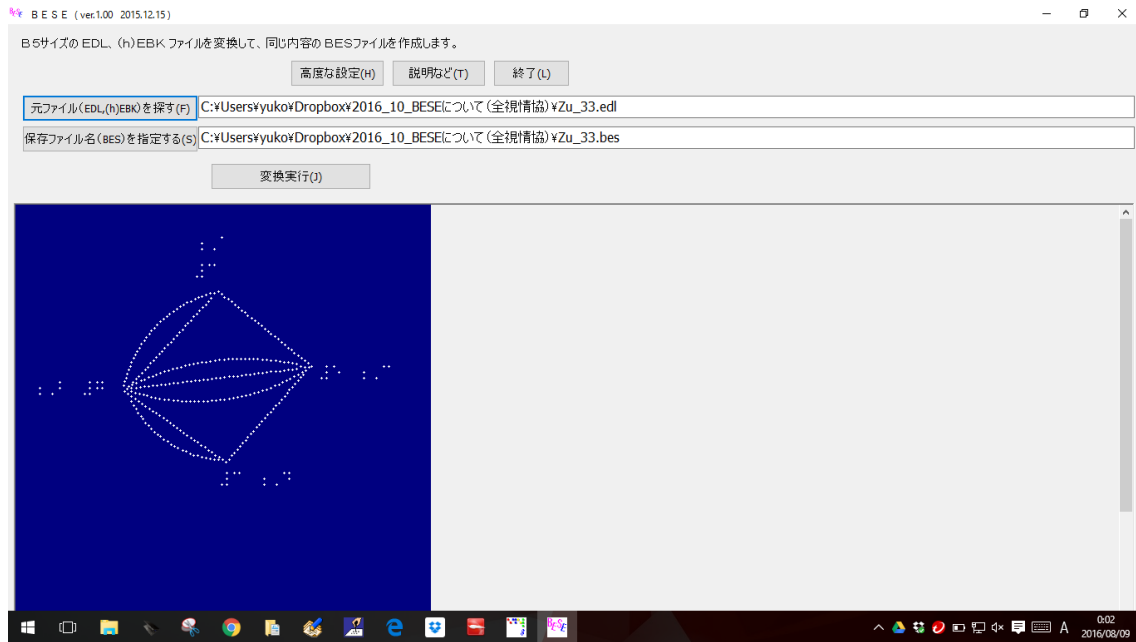 BESE (ver.1.00 2015.12.15)
B5サイズの EDL、(h)EBK ファイルを変換して、同じ内容の BESファイルを作成します。
高度な設定(H) 説明など(T) 終了(L)
元ファイル(EDL,(h)EBK)を探す(F) C:¥Users¥yuko¥Dropbox¥2016_10_BESEについて(全視情協)¥Zu_33.edl
保存ファイル名(BES)を指定する(S) C:¥Users¥yuko¥Dropbox¥2016_10_BESEについて(全視情協)¥Zu_33.bes
変換実行(J)
BESE
A
0:02
2016/08/09